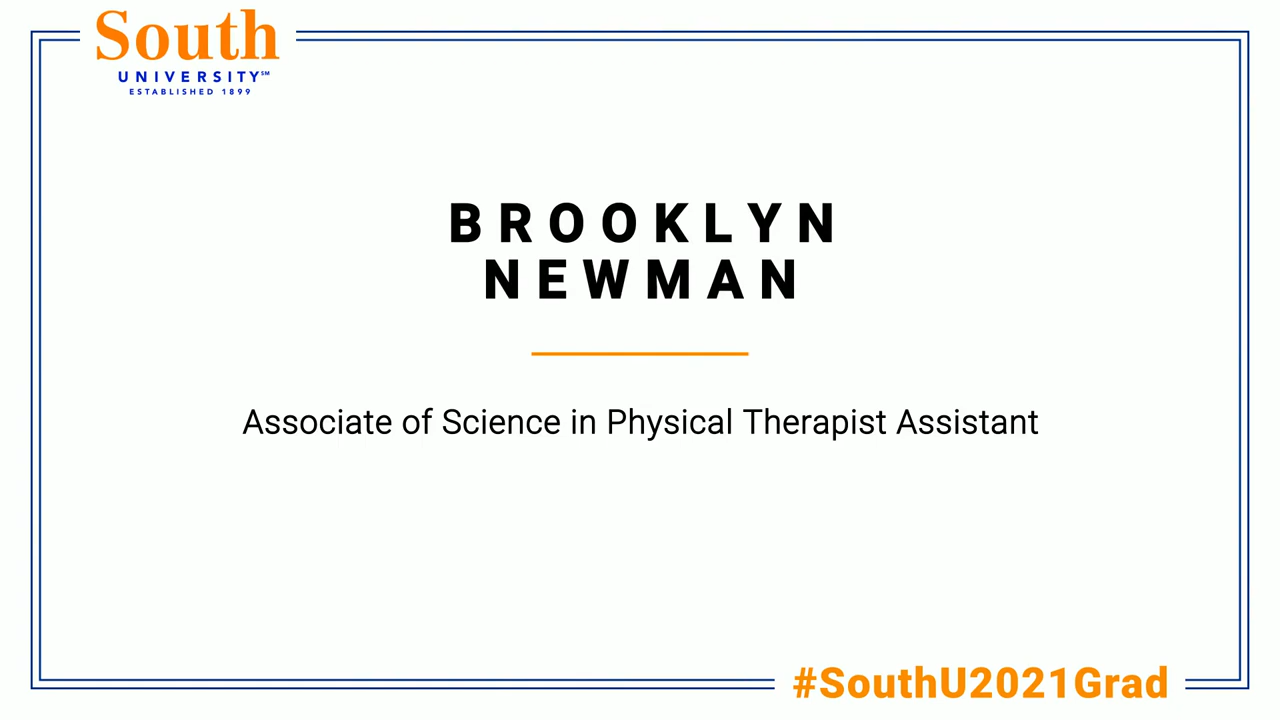 South
UNIVERSITY℠
ESTABLISHED 1899
BROOKLYN
NEWMAN
Associate of Science in Physical Therapist Assistant
#SouthU2021Grad